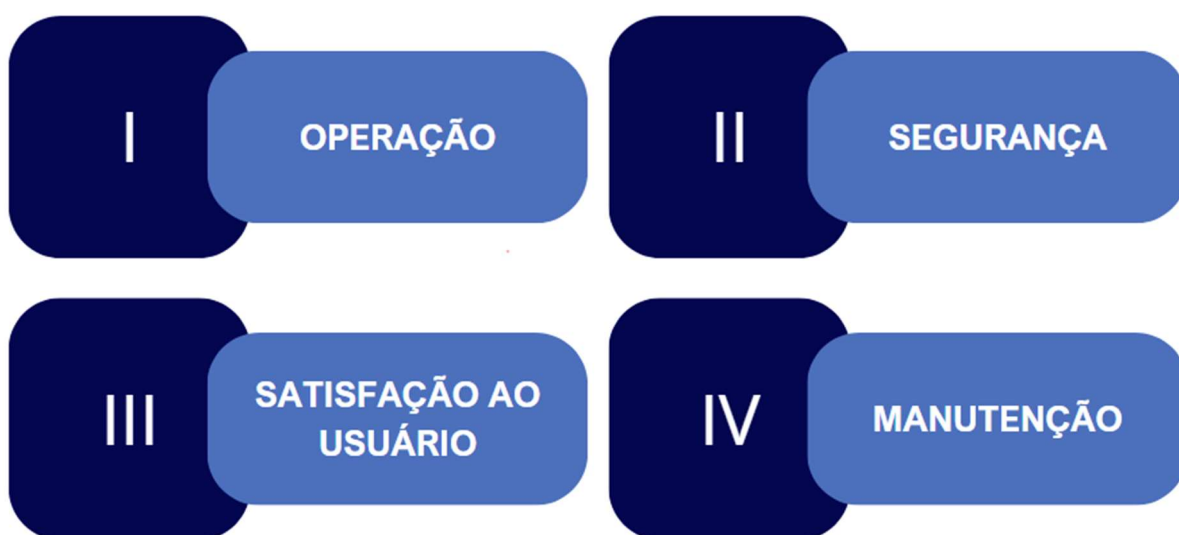 I
OPERAÇÃO
II
SEGURANÇA
III
SATISFAÇÃO AO
USUÁRIO
IV
MANUTENÇÃO